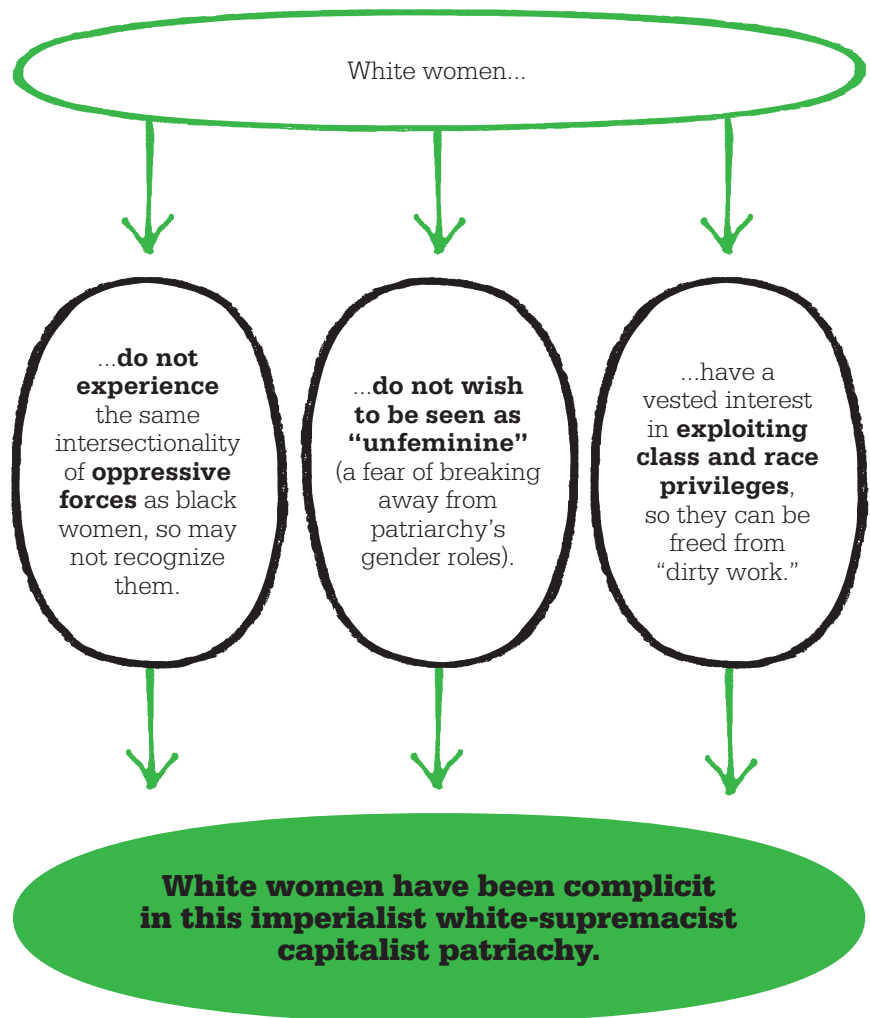 White women...
...do not
experience
the same
intersectionality
of oppressive
forces as black
women, so may
not recognize
them.
...do not wish
to be seen as
“unfeminine”
(a fear of breaking
away from
patriarchy’s
gender roles).
...have a
vested interest
in exploiting
class and race
privileges,
so they can be
freed from
“dirty work.”
White women have been complicit
in this imperialist white-supremacist
capitalist patriachy.